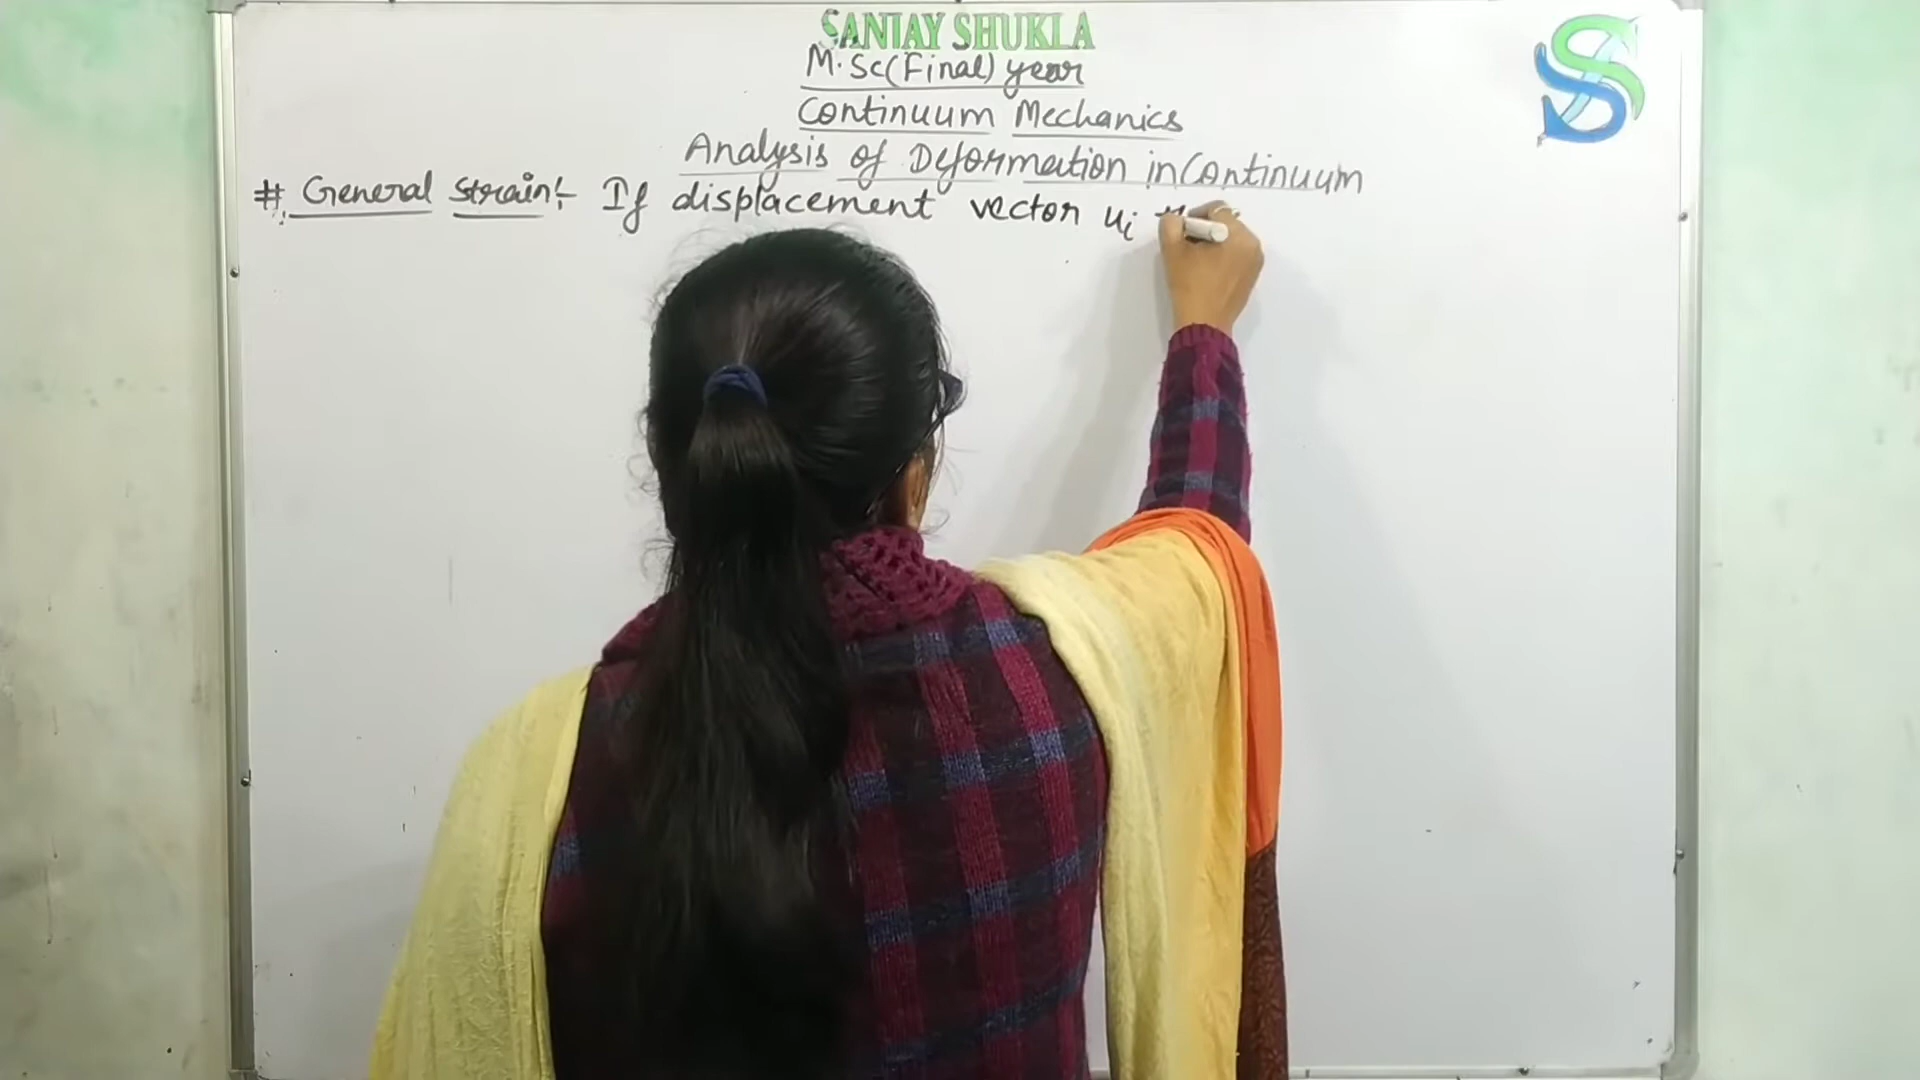 SANJAY SHUKLA
M.Sc(Final) year
Continuum Mechanics
Analysis of Deformation in Continuum
# General Strain:- If displacement vector ui